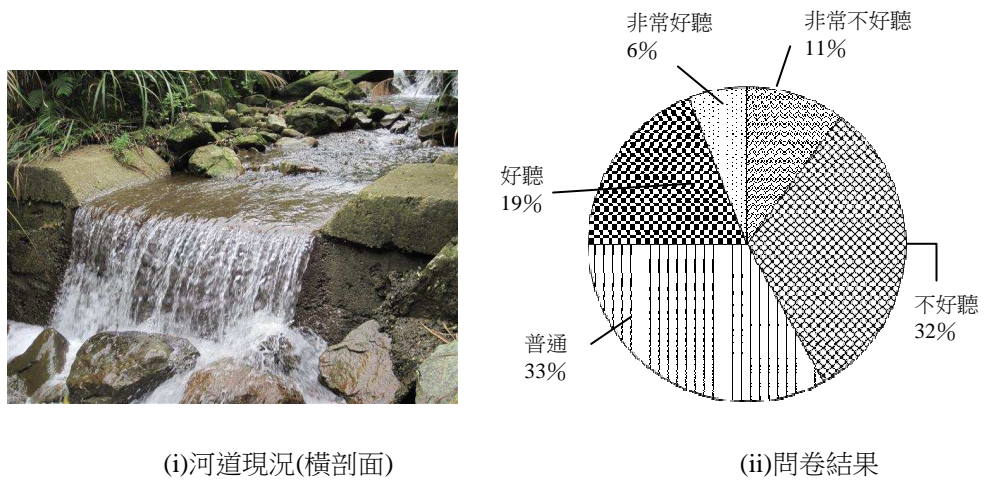 非常好聽
6%
非常不好聽
11%
好聽
19%
不好聽
32%
普通
33%
(i)河道現況(橫剖面)
(ii)問卷結果